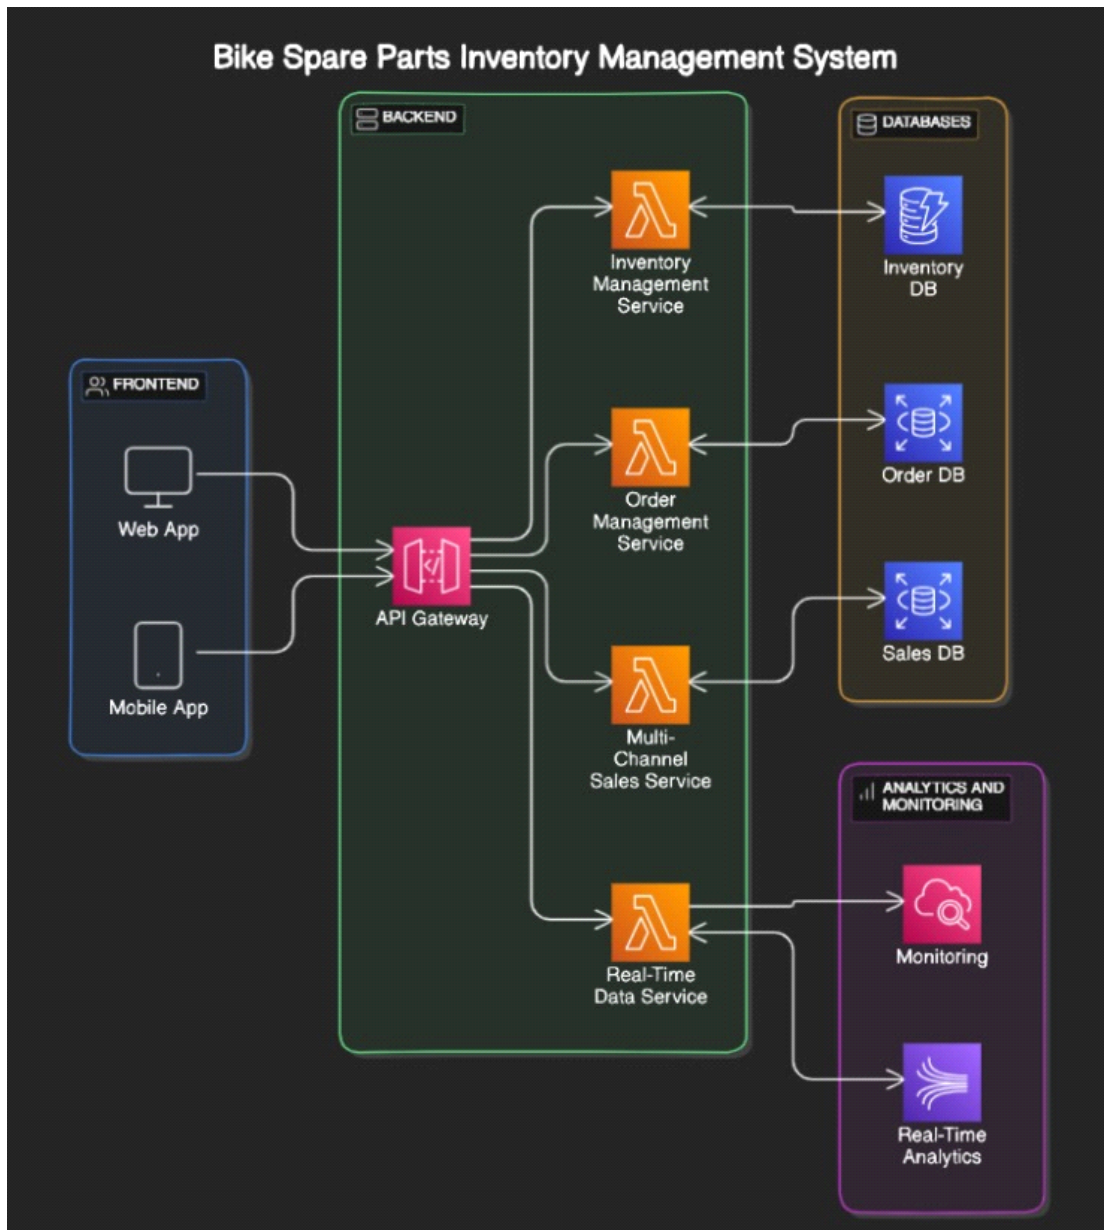 Bike Spare Parts Inventory Management System
FRONTEND
Web App
Mobile App
BACKEND
API Gateway
Inventory
Management
Service
Order
Management
Service
Multi-
Channel
Sales Service
Real-Time
Data Service
DATABASES
Inventory
DB
Order DB
Sales DB
ANALYTICS AND
MONITORING
Monitoring
Real-Time
Analytics